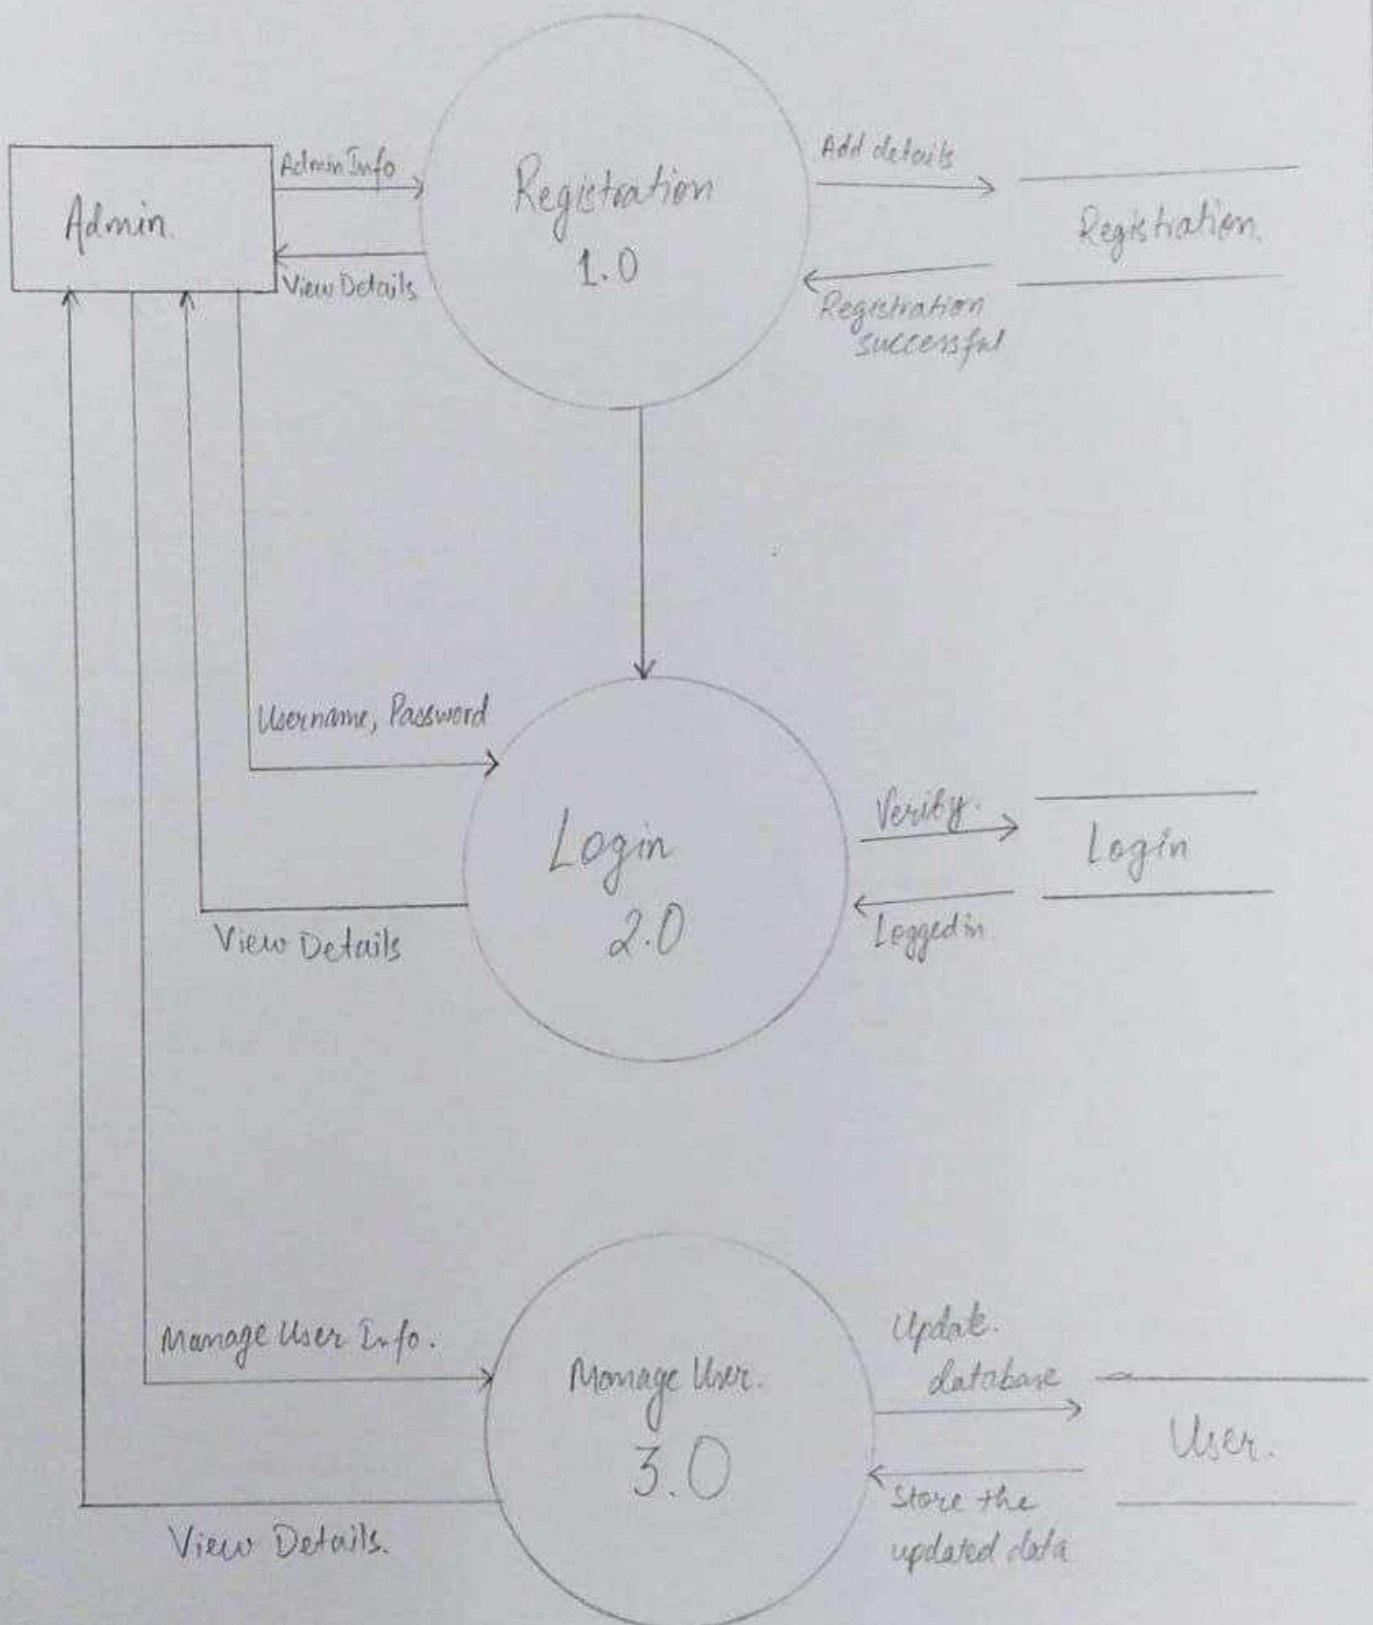 Admin.
Admin Info
View Details
Registration
1.0
Add details
Registration
successful
Registration.
Username, Password
View Details
Login
2.0
Verify.
Logged in
Login
Manage User Info.
View Details.
Manage User.
3.0
Update.
database
Store the
updated data
User.